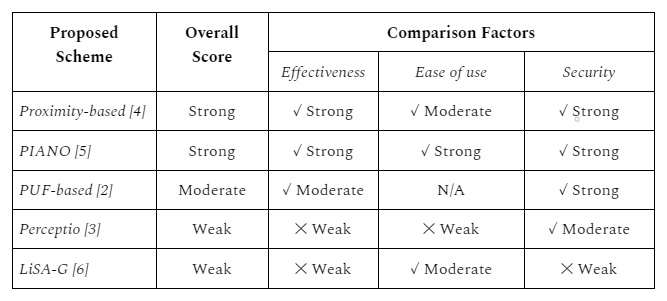 Proposed Scheme Overall Score Comparison Factors
Effectiveness Ease of use Security
Proximity-based [4] Strong ✓ Strong ✓ Moderate ✓ Strong
PIANO [5] Strong ✓ Strong ✓ Strong ✓ Strong
PUF-based [2] Moderate ✓ Moderate N/A ✓ Strong
Perceptio [3] Weak ✕ Weak ✕ Weak ✓ Moderate
LiSA-G [6] Weak ✕ Weak ✓ Moderate ✕ Weak